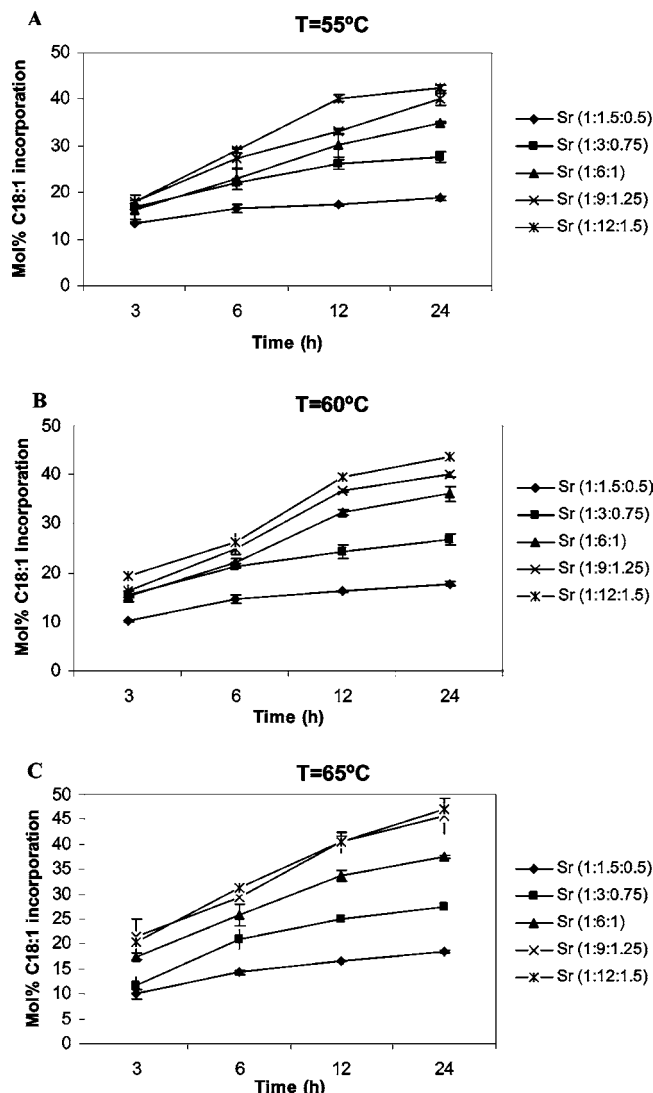 A
T=55ºC
Mol% C18:1 incorporation
50
40
30
20
10
0
3 6 12 24
Time (h)
Sr (1:1.5:0.5)
Sr (1:3:0.75)
Sr (1:6:1)
Sr (1:9:1.25)
Sr (1:12:1.5)
B
T=60ºC
Mol% C18:1 Incorporation
50
40
30
20
10
0
3 6 12 24
Time (h)
Sr (1:1.5:0.5)
Sr (1:3:0.75)
Sr (1:6:1)
Sr (1:9:1.25)
Sr (1:12:1.5)
C
T=65ºC
Mol% C18:1 incorporation
50
45
40
35
30
25
20
15
10
5
0
3 6 12 24
Time (h)
Sr (1:1.5:0.5)
Sr (1:3:0.75)
Sr (1:6:1)
Sr (1:9:1.25)
Sr (1:12:1.5)